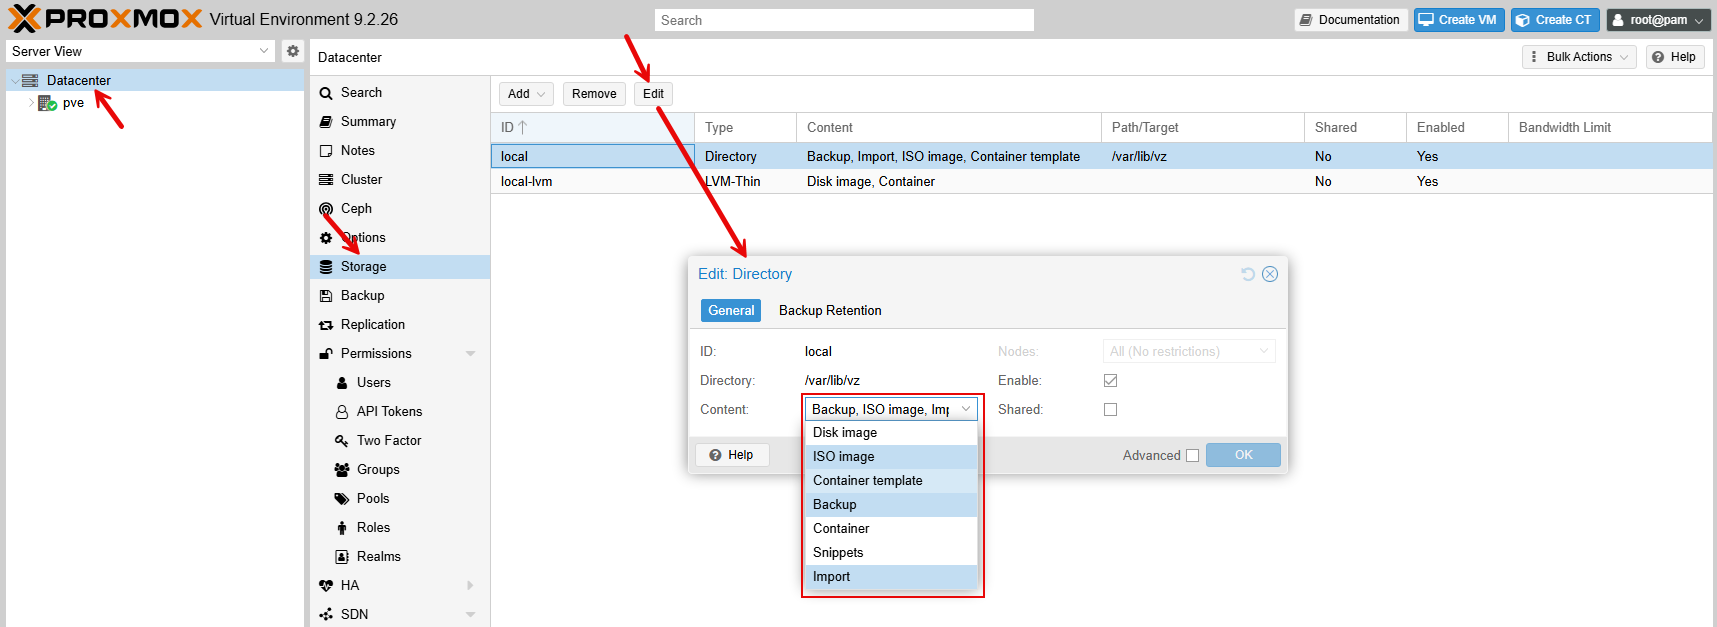 PROXMOX Virtual Environment 9.2.26
Search
Documentation
Create VM
Create CT
root@pam
Server View
Datacenter
pve
Datacenter
Bulk Actions
Help
Search
Summary
Notes
Cluster
Ceph
Options
Storage
Backup
Replication
Permissions
Users
API Tokens
Two Factor
Groups
Pools
Roles
Realms
HA
SDN
Add
Remove
Edit
ID Type Content Path/Target Shared Enabled Bandwidth Limit
local Directory Backup, Import, ISO image, Container template /var/lib/vz No Yes
local-lvm LVM-Thin Disk image, Container No Yes
Edit: Directory
General
Backup Retention
ID: local
Nodes: All (No restrictions)
Directory: /var/lib/vz
Enable:
Content: Backup, ISO image, Imp
Shared:
Disk image
ISO image
Container template
Backup
Container
Snippets
Import
Help
Advanced
OK